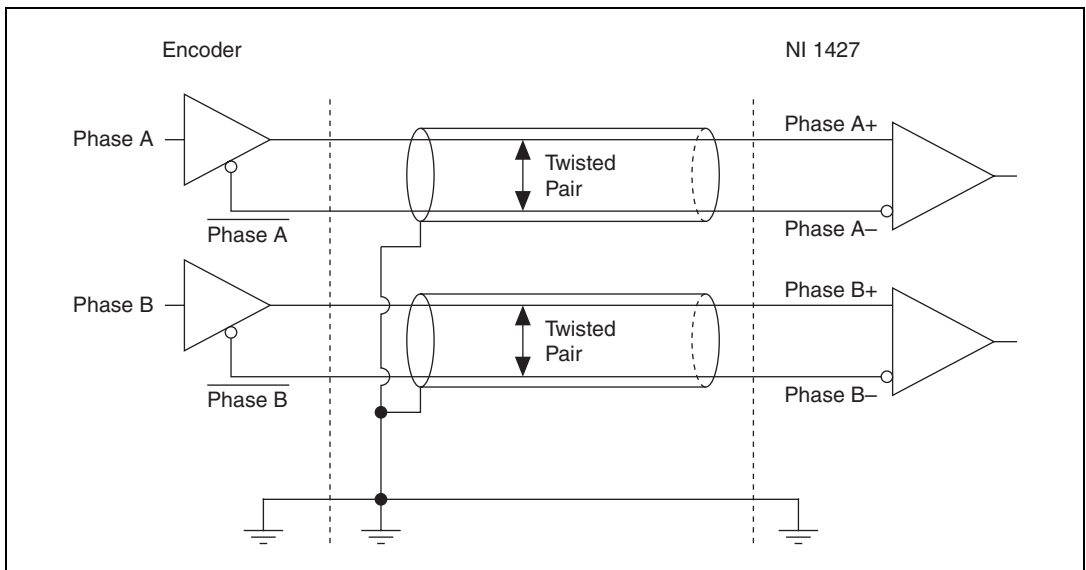 Encoder
NI 1427
Phase A
Phase A+
Twisted
Pair
Phase A
Phase A–
Phase B
Phase B+
Twisted
Pair
Phase B
Phase B–